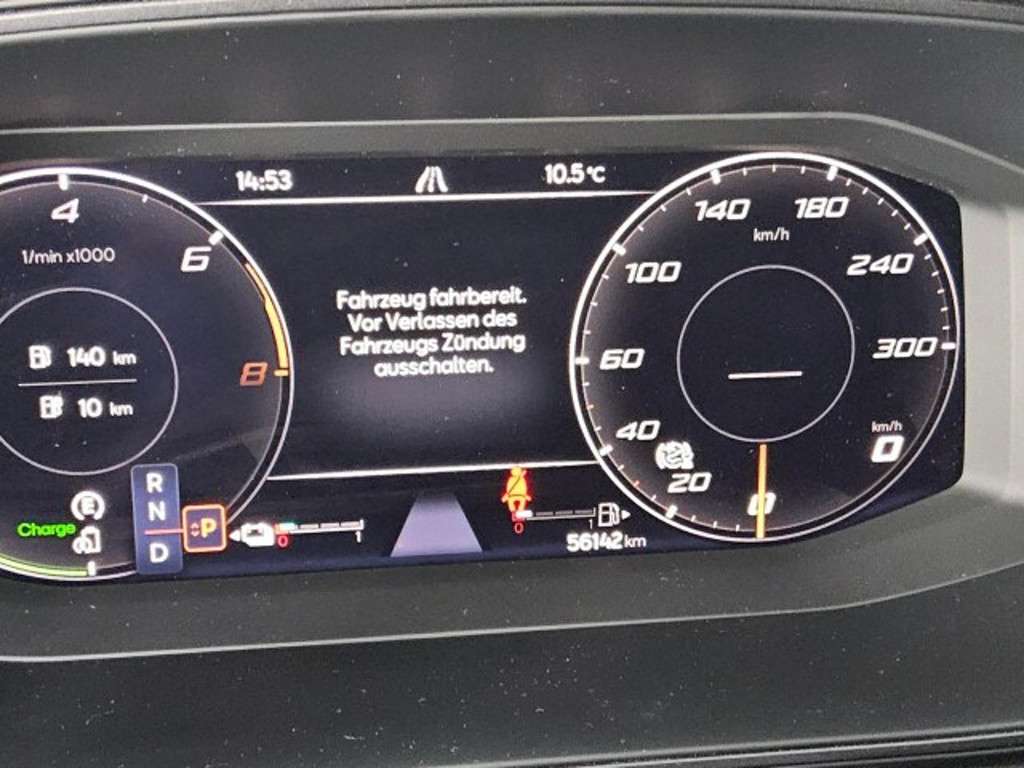 14:53
10.5 °C
4
6
8
1/min x1000
140 km
10 km
E
Charge
R
N
P
D
Fahrzeug fahrbereit.
Vor Verlassen des
Fahrzeugs Zündung
ausschalten.
0
1
0
1
56142 km
140
180
km/h
100
240
60
300
40
20
0
km/h
0